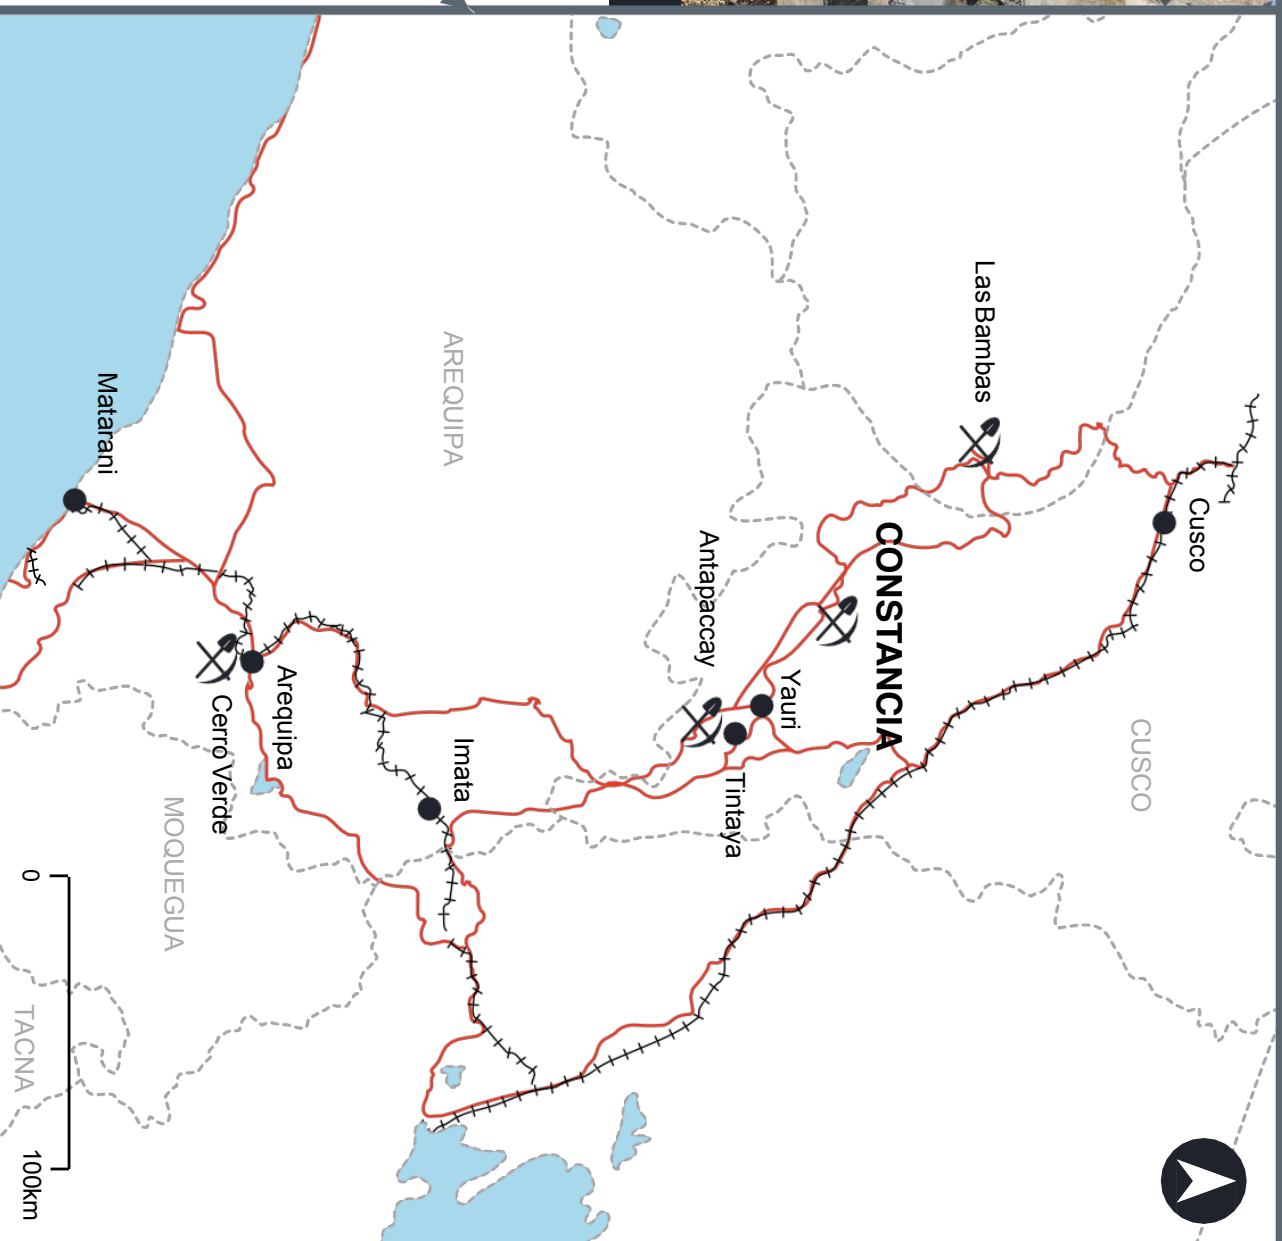 Cusco
CUSCO
Las Bambas
CONSTANCIA
Yauri
Tintaya
Antapaccay
AREQUIPA
Imata
Arequipa
Cerro Verde
MOQUEGUA
Matarani
TACNA
0
100km